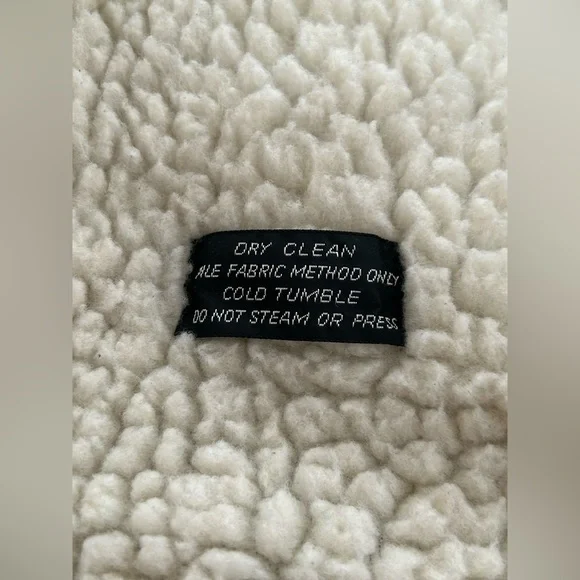 DRY CLEAN
FABRIC METHOD ONLY
COLD TUMBLE
DO NOT STEAM OR PRESS